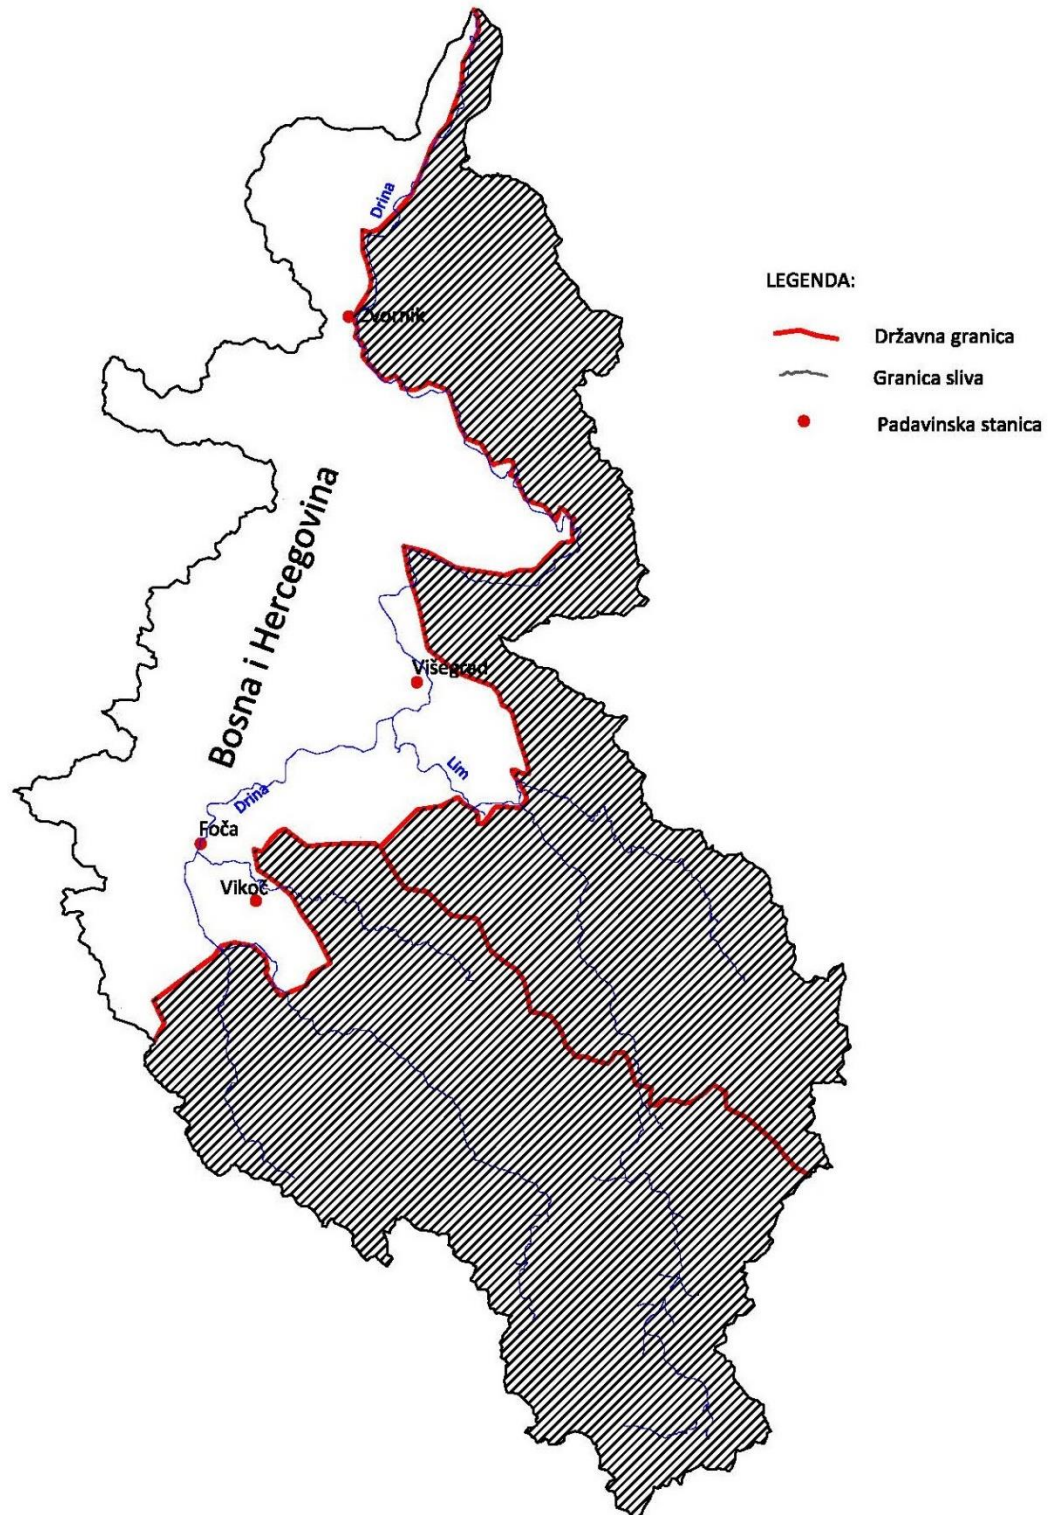 Drina
Zvornik
LEGENDA:
Državna granica
Granica sliva
Padavinska stanica
Bosna i Hercegovina
Višegrad
Lim
Drina
Foča
Vikoč